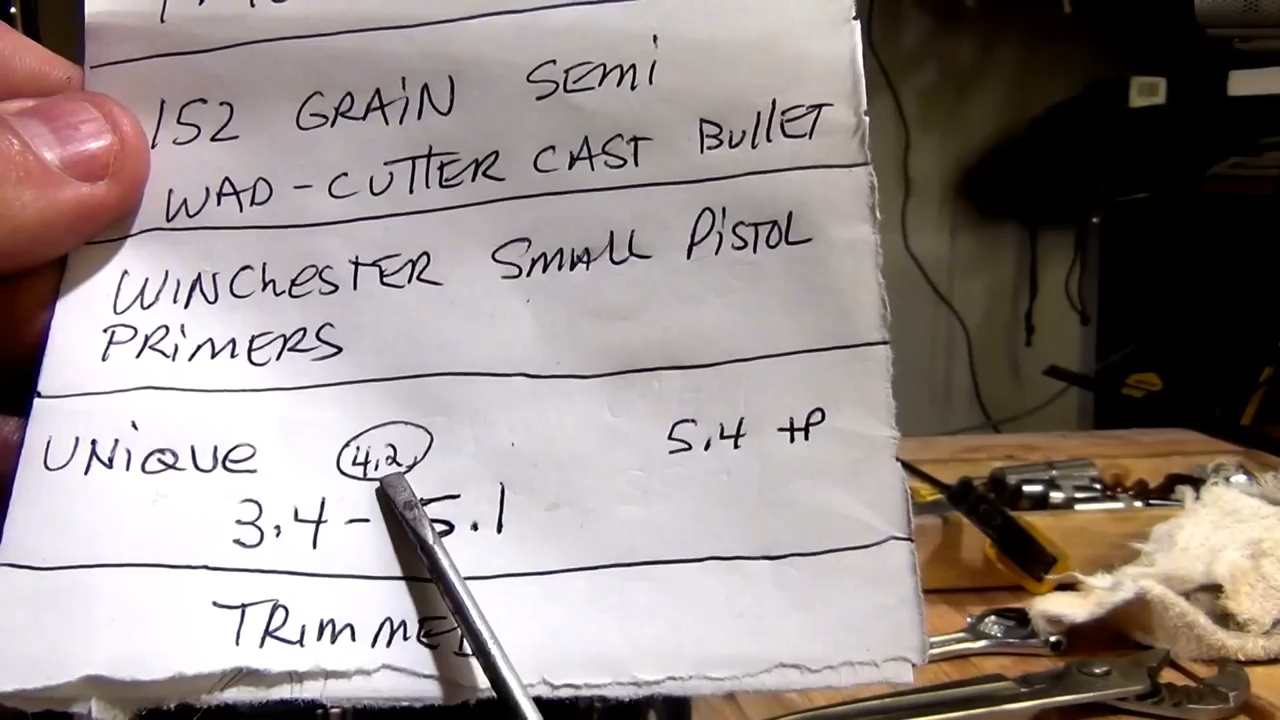 152 GRAiN SEMi
WAD-CUTTER CAST BullET
WINChESTER SMAll PiSTOL
PRiMERS
UNiQUE 4.2 5.4 +P
3.4 - 5.1
TRiMMED